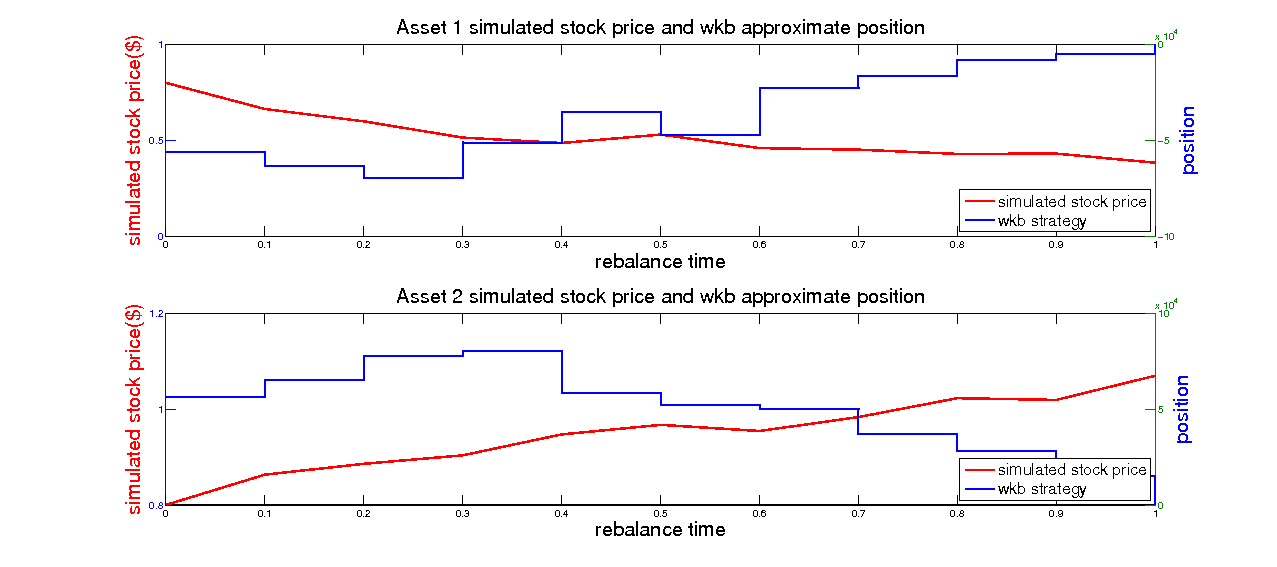 Asset 1 simulated stock price and wkb approximate position
x 10^4
1 0
simulated stock price($)
0.5 -5
position
simulated stock price
wkb strategy
0 -10
0 0.1 0.2 0.3 0.4 0.5 0.6 0.7 0.8 0.9 1
rebalance time
Asset 2 simulated stock price and wkb approximate position
x 10^4
1.2 10
simulated stock price($)
1 5
position
simulated stock price
wkb strategy
0.8 0
0 0.1 0.2 0.3 0.4 0.5 0.6 0.7 0.8 0.9 1
rebalance time